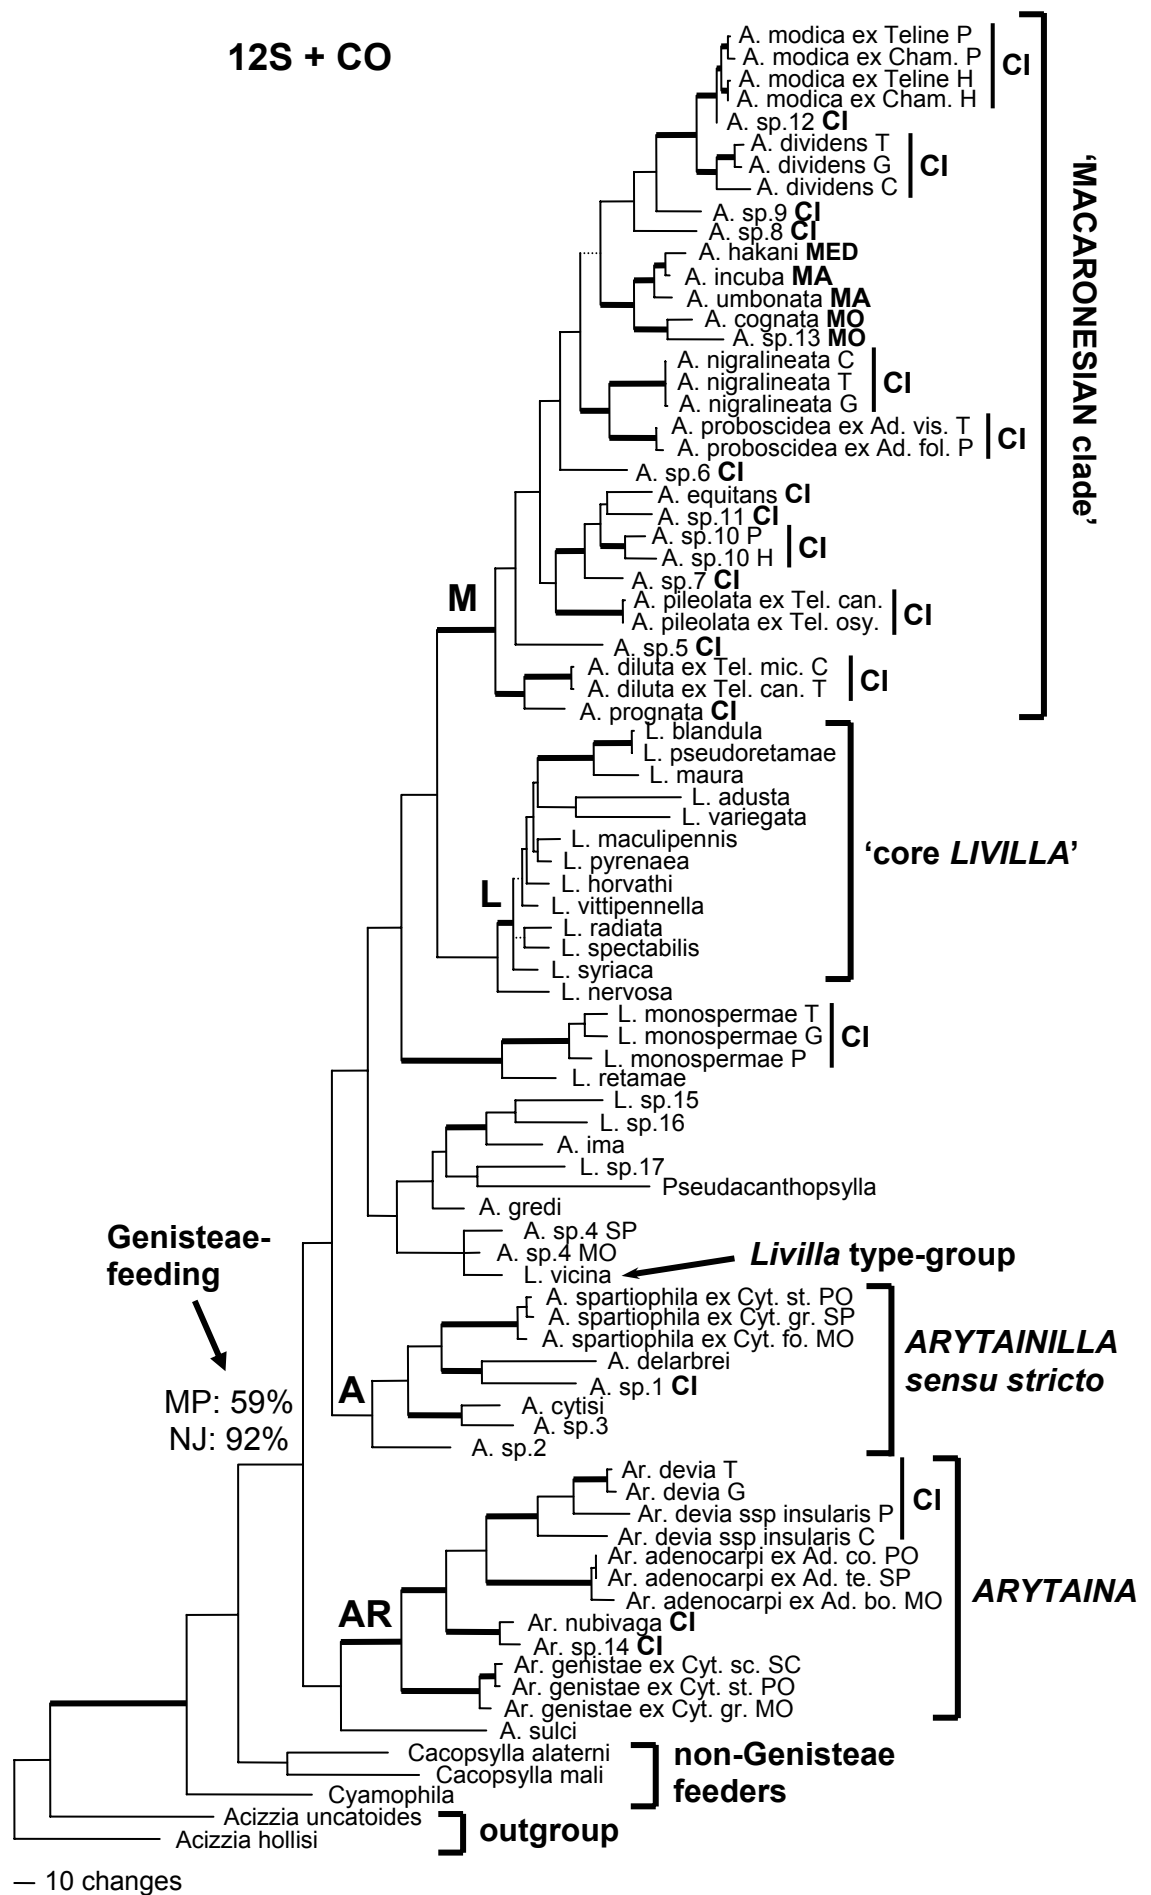 12S + CO
A. modica ex Teline P
A. modica ex Cham. P
A. modica ex Teline H
A. modica ex Cham. H
CI
A. sp.12 CI
A. dividens T
A. dividens G
A. dividens C
CI
A. sp.9 CI
A. sp.8 CI
A. hakani MED
A. incuba MA
A. umbonata MA
A. cognata MO
A. sp.13 MO
A. nigralineata C
A. nigralineata T
A. nigralineata G
CI
A. proboscidea ex Ad. vis. T
A. proboscidea ex Ad. fol. P
CI
A. sp.6 CI
A. equitans CI
A. sp.11 CI
A. sp.10 P
A. sp.10 H
CI
A. sp.7 CI
A. pileolata ex Tel. can.
A. pileolata ex Tel. osy.
CI
A. sp.5 CI
A. diluta ex Tel. mic. C
A. diluta ex Tel. can. T
CI
A. prognata CI
M
‘MACARONESIAN clade’
L. blandula
L. pseudoretamae
L. maura
L. adusta
L. variegata
L. maculipennis
L. pyrenaea
L. horvathi
L. vittipennella
L. radiata
L. spectabilis
L. syriaca
L. nervosa
L
‘core LIVILLA’
L. monospermae T
L. monospermae G
L. monospermae P
CI
L. retamae
L. sp.15
L. sp.16
A. ima
L. sp.17
Pseudacanthopsylla
A. gredi
A. sp.4 SP
A. sp.4 MO
L. vicina
Livilla type-group
Genisteae-
feeding
MP: 59%
NJ: 92%
A. spartiophila ex Cyt. st. PO
A. spartiophila ex Cyt. gr. SP
A. spartiophila ex Cyt. fo. MO
A. delarbrei
A. sp.1 CI
A. cytisi
A. sp.3
A. sp.2
A
ARYTAINILLA
sensu stricto
Ar. devia T
Ar. devia G
Ar. devia ssp insularis P
Ar. devia ssp insularis C
CI
Ar. adenocarpi ex Ad. co. PO
Ar. adenocarpi ex Ad. te. SP
Ar. adenocarpi ex Ad. bo. MO
Ar. nubivaga CI
Ar. sp.14 CI
Ar. genistae ex Cyt. sc. SC
Ar. genistae ex Cyt. st. PO
Ar. genistae ex Cyt. gr. MO
A. sulci
AR
ARYTAINA
Cacopsylla alaterni
Cacopsylla mali
Cyamophila
non-Genisteae
feeders
Acizzia uncatoides
Acizzia hollisi
outgroup
10 changes